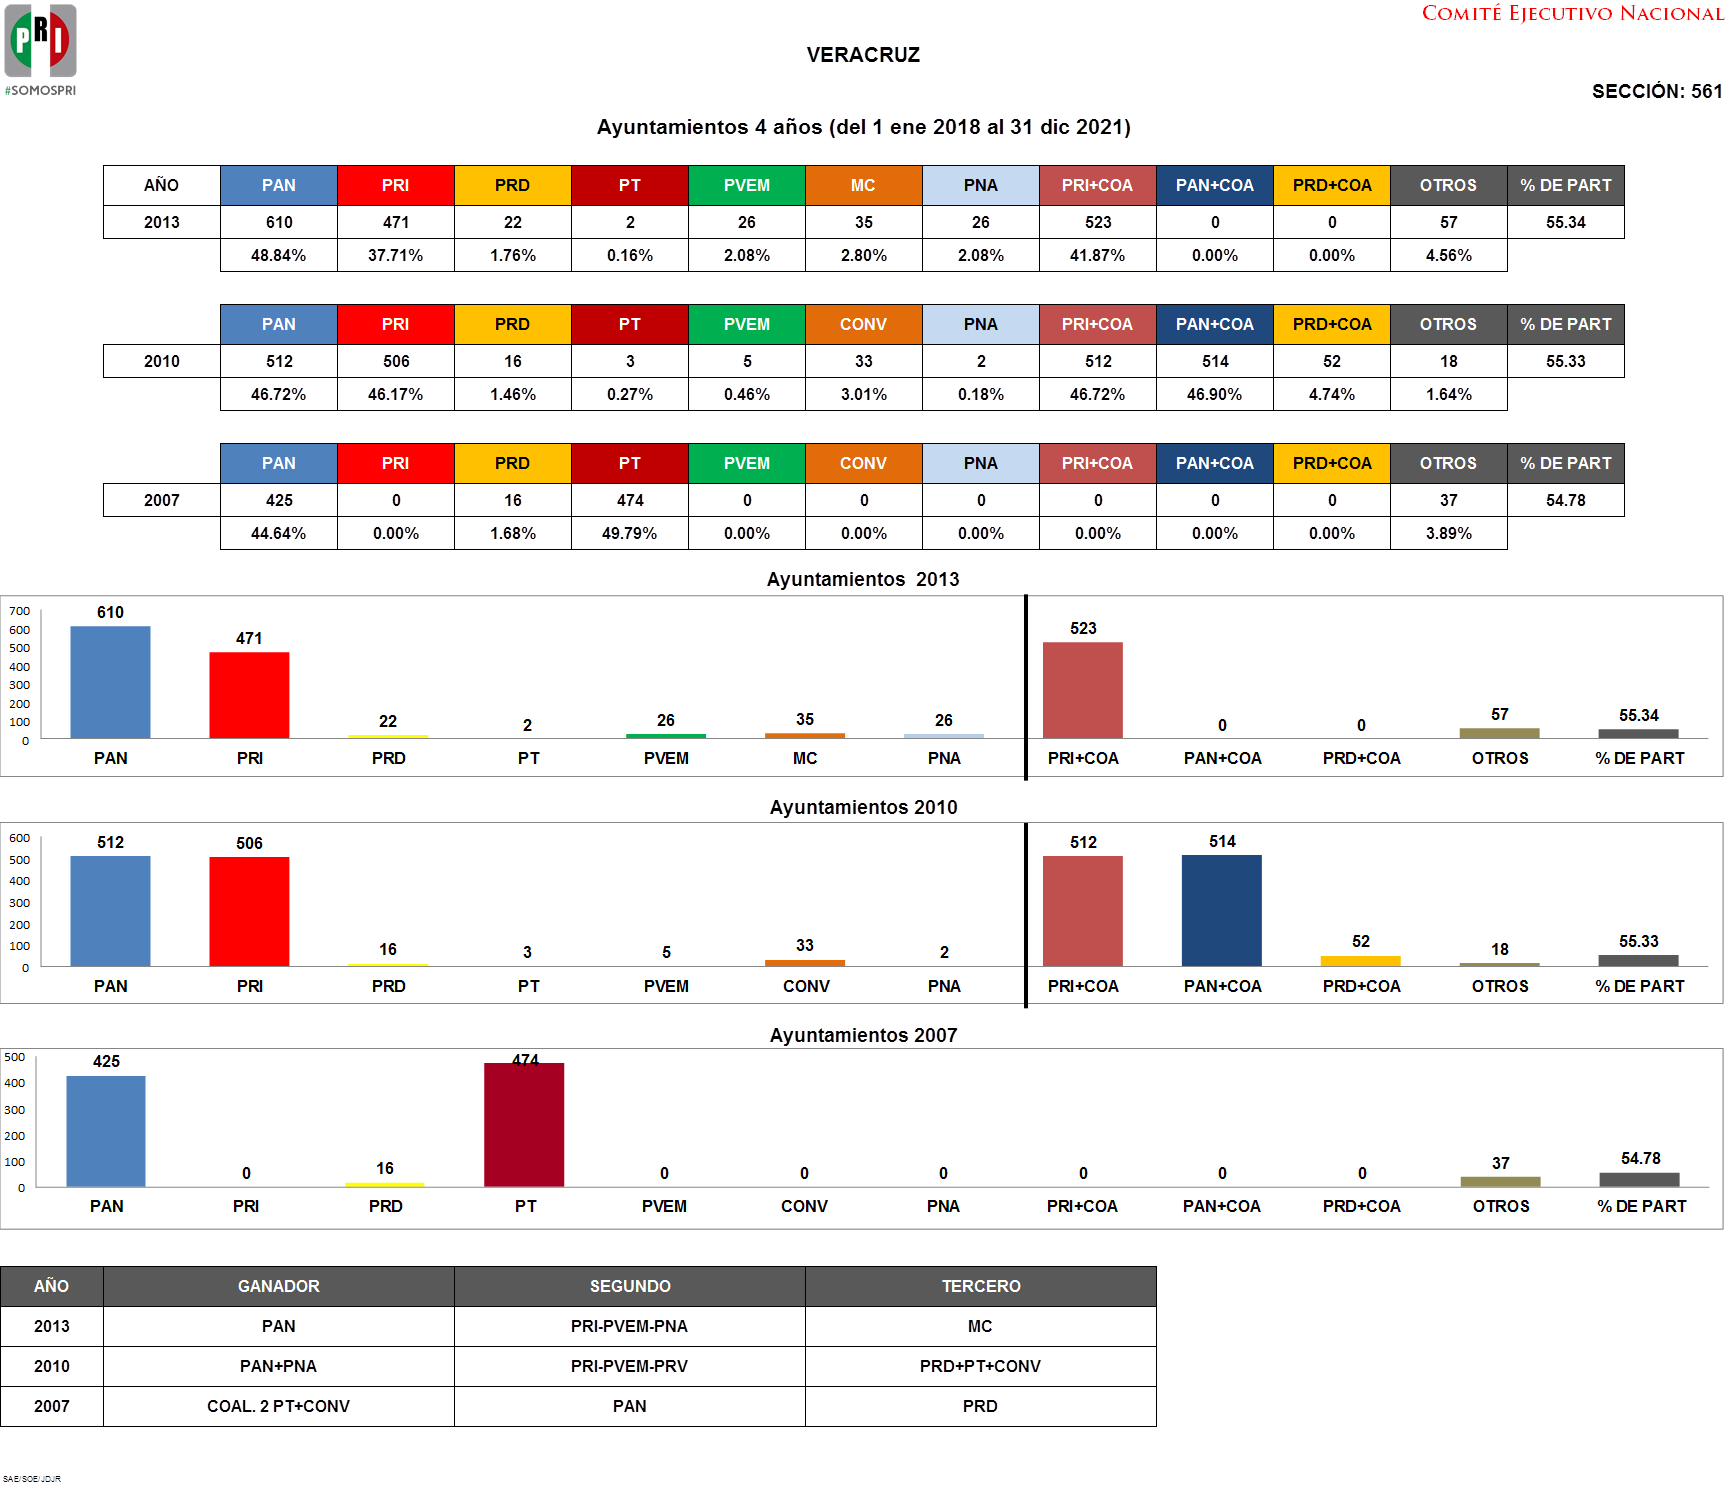 PRI
#SOMOSPRI
COMITÉ EJECUTIVO NACIONAL
VERACRUZ
SECCIÓN: 561
Ayuntamientos 4 años (del 1 ene 2018 al 31 dic 2021)
AÑO PAN PRI PRD PT PVEM MC PNA PRI+COA PAN+COA PRD+COA OTROS % DE PART
2013 610 471 22 2 26 35 26 523 0 0 57 55.34
48.84% 37.71% 1.76% 0.16% 2.08% 2.80% 2.08% 41.87% 0.00% 0.00% 4.56%
PAN PRI PRD PT PVEM CONV PNA PRI+COA PAN+COA PRD+COA OTROS % DE PART
2010 512 506 16 3 5 33 2 512 514 52 18 55.33
46.72% 46.17% 1.46% 0.27% 0.46% 3.01% 0.18% 46.72% 46.90% 4.74% 1.64%
PAN PRI PRD PT PVEM CONV PNA PRI+COA PAN+COA PRD+COA OTROS % DE PART
2007 425 0 16 474 0 0 0 0 0 0 37 54.78
44.64% 0.00% 1.68% 49.79% 0.00% 0.00% 0.00% 0.00% 0.00% 0.00% 3.89%
Ayuntamientos 2013
700
600
500
400
300
200
100
0
610 471 22 2 26 35 26 523 0 0 57 55.34
PAN PRI PRD PT PVEM MC PNA PRI+COA PAN+COA PRD+COA OTROS % DE PART
Ayuntamientos 2010
600
500
400
300
200
100
0
512 506 16 3 5 33 2 512 514 52 18 55.33
PAN PRI PRD PT PVEM CONV PNA PRI+COA PAN+COA PRD+COA OTROS % DE PART
Ayuntamientos 2007
500
400
300
200
100
0
425 0 16 474 0 0 0 0 0 0 37 54.78
PAN PRI PRD PT PVEM CONV PNA PRI+COA PAN+COA PRD+COA OTROS % DE PART
AÑO GANADOR SEGUNDO TERCERO
2013 PAN PRI-PVEM-PNA MC
2010 PAN+PNA PRI-PVEM-PRV PRD+PT+CONV
2007 COAL. 2 PT+CONV PAN PRD
SAE/SOE/JDJR